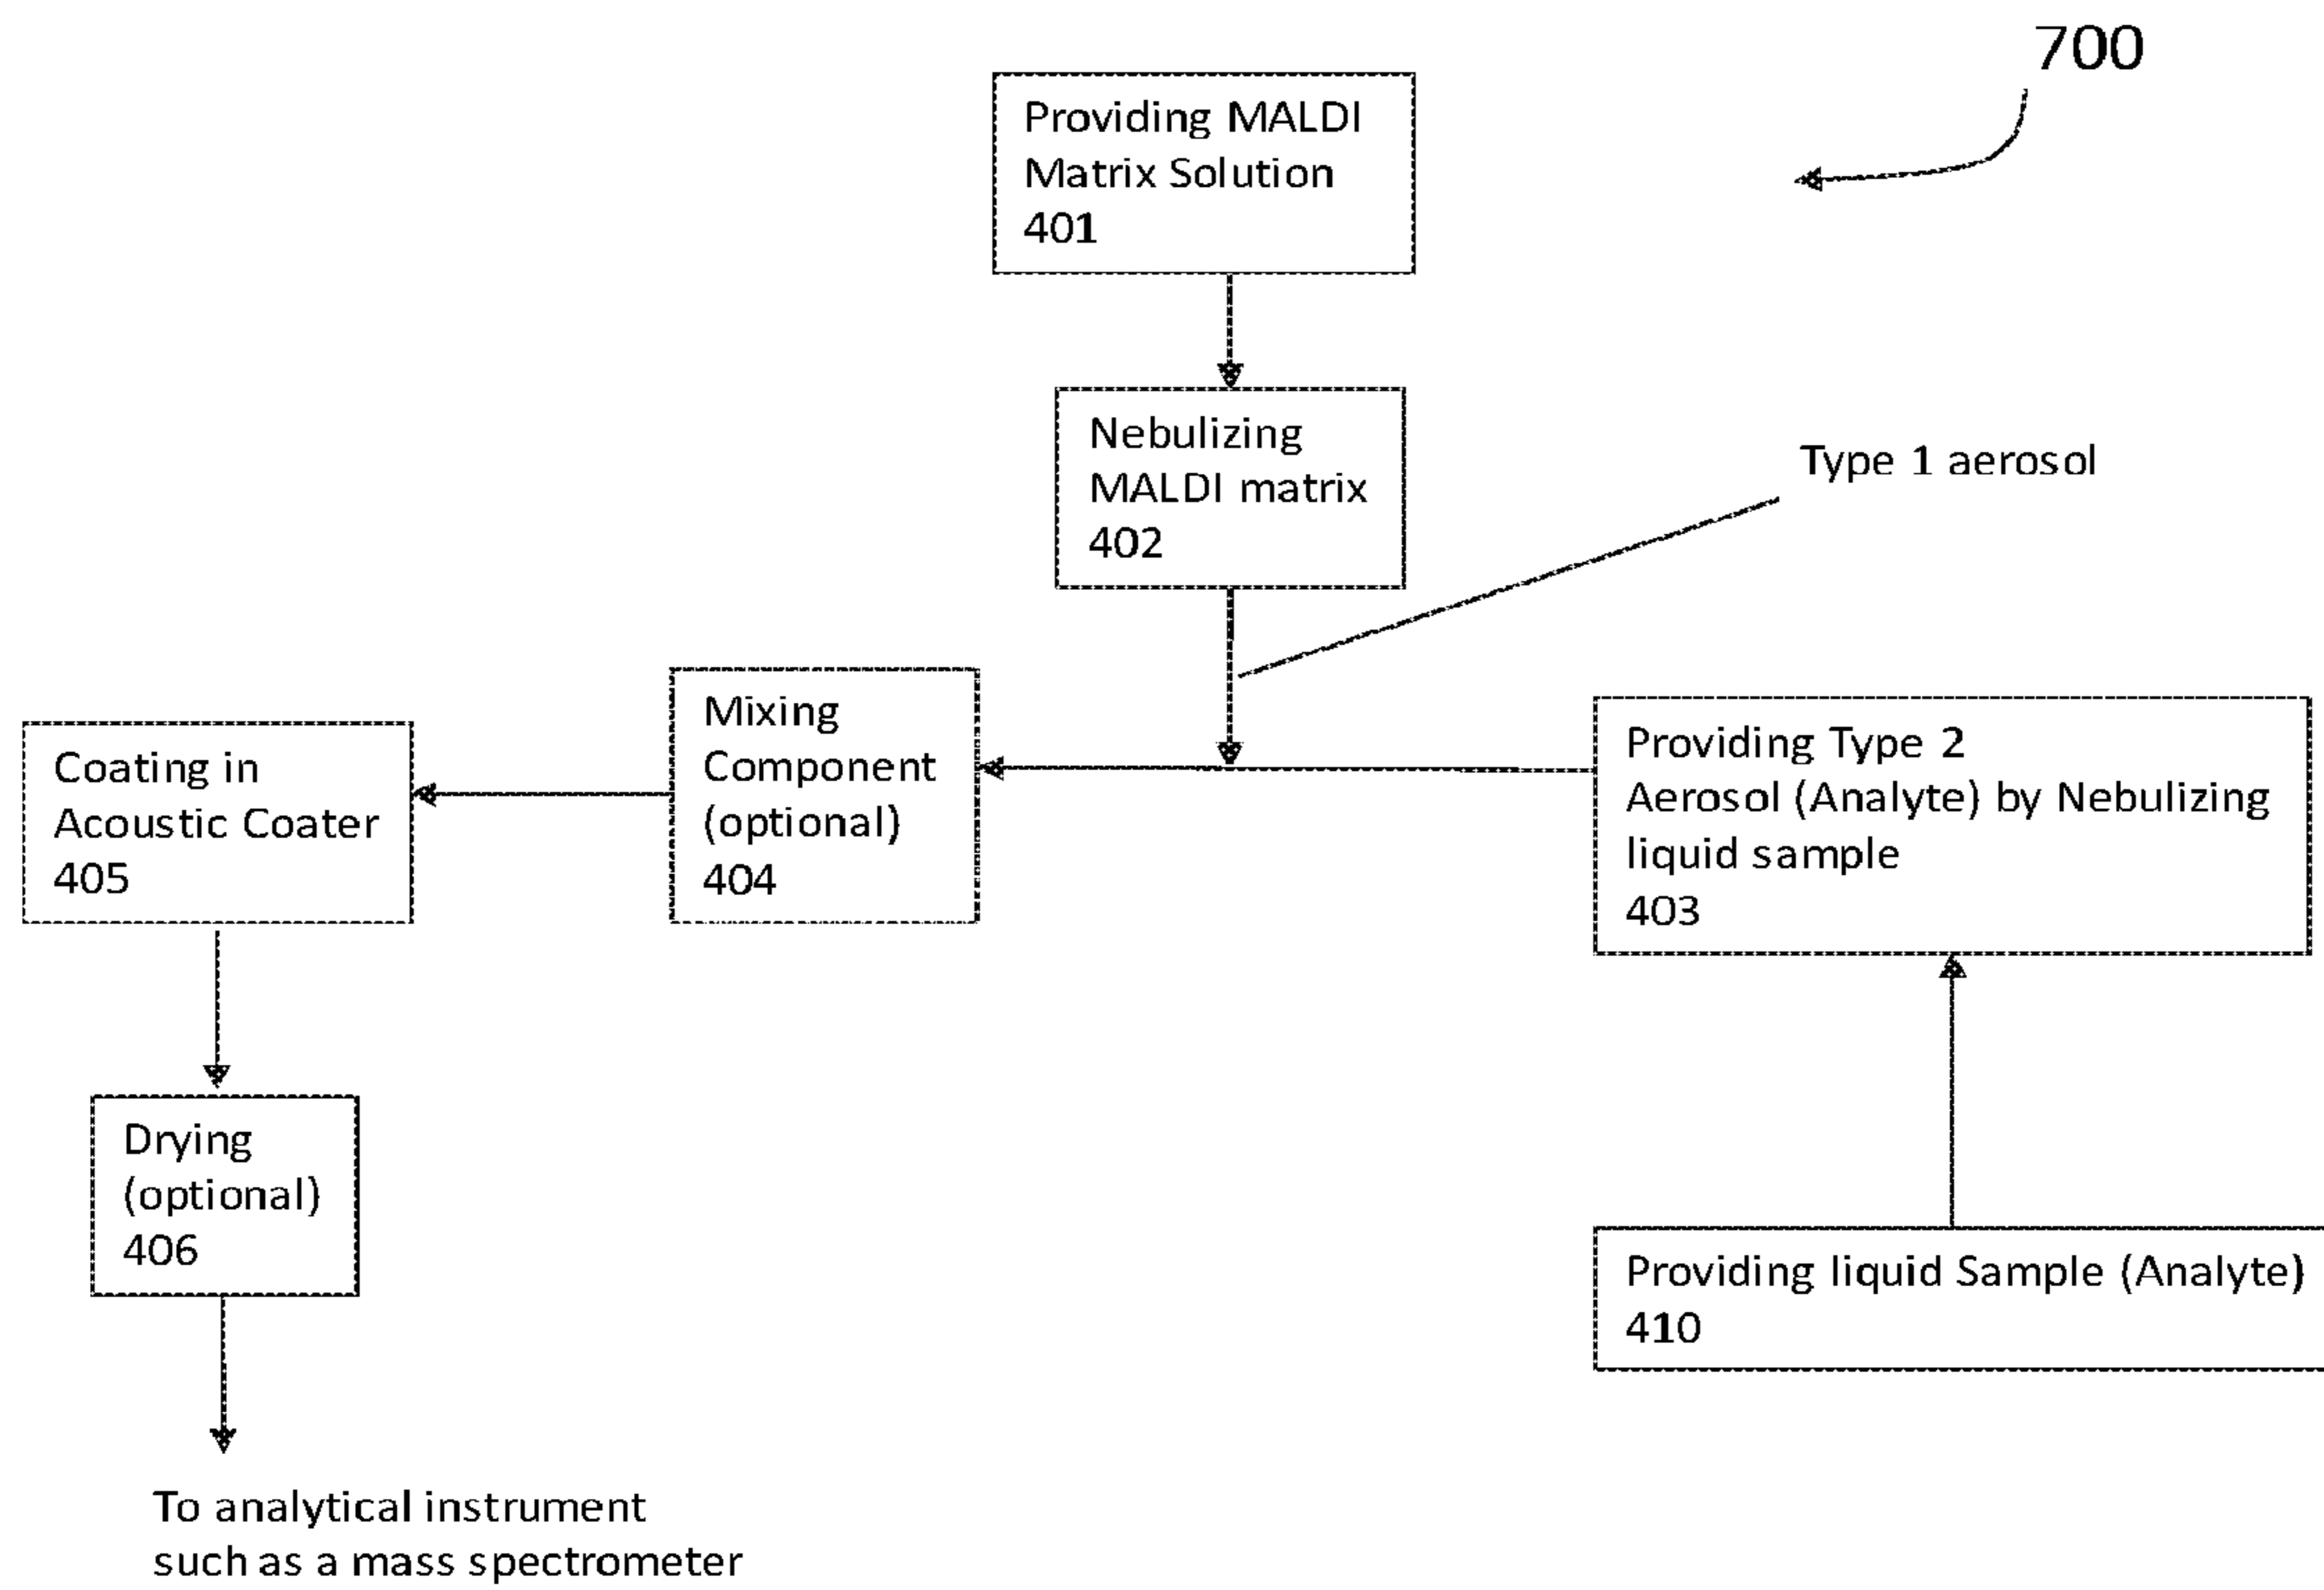 700
Providing MALDI
Matrix Solution
401
Nebulizing
MALDI matrix
402
Type 1 aerosol
Mixing
Component
(optional)
404
Coating in
Acoustic Coater
405
Providing Type 2
Aerosol (Analyte) by Nebulizing
liquid sample
403
Drying
(optional)
406
Providing liquid Sample (Analyte)
410
To analytical instrument
such as a mass spectrometer